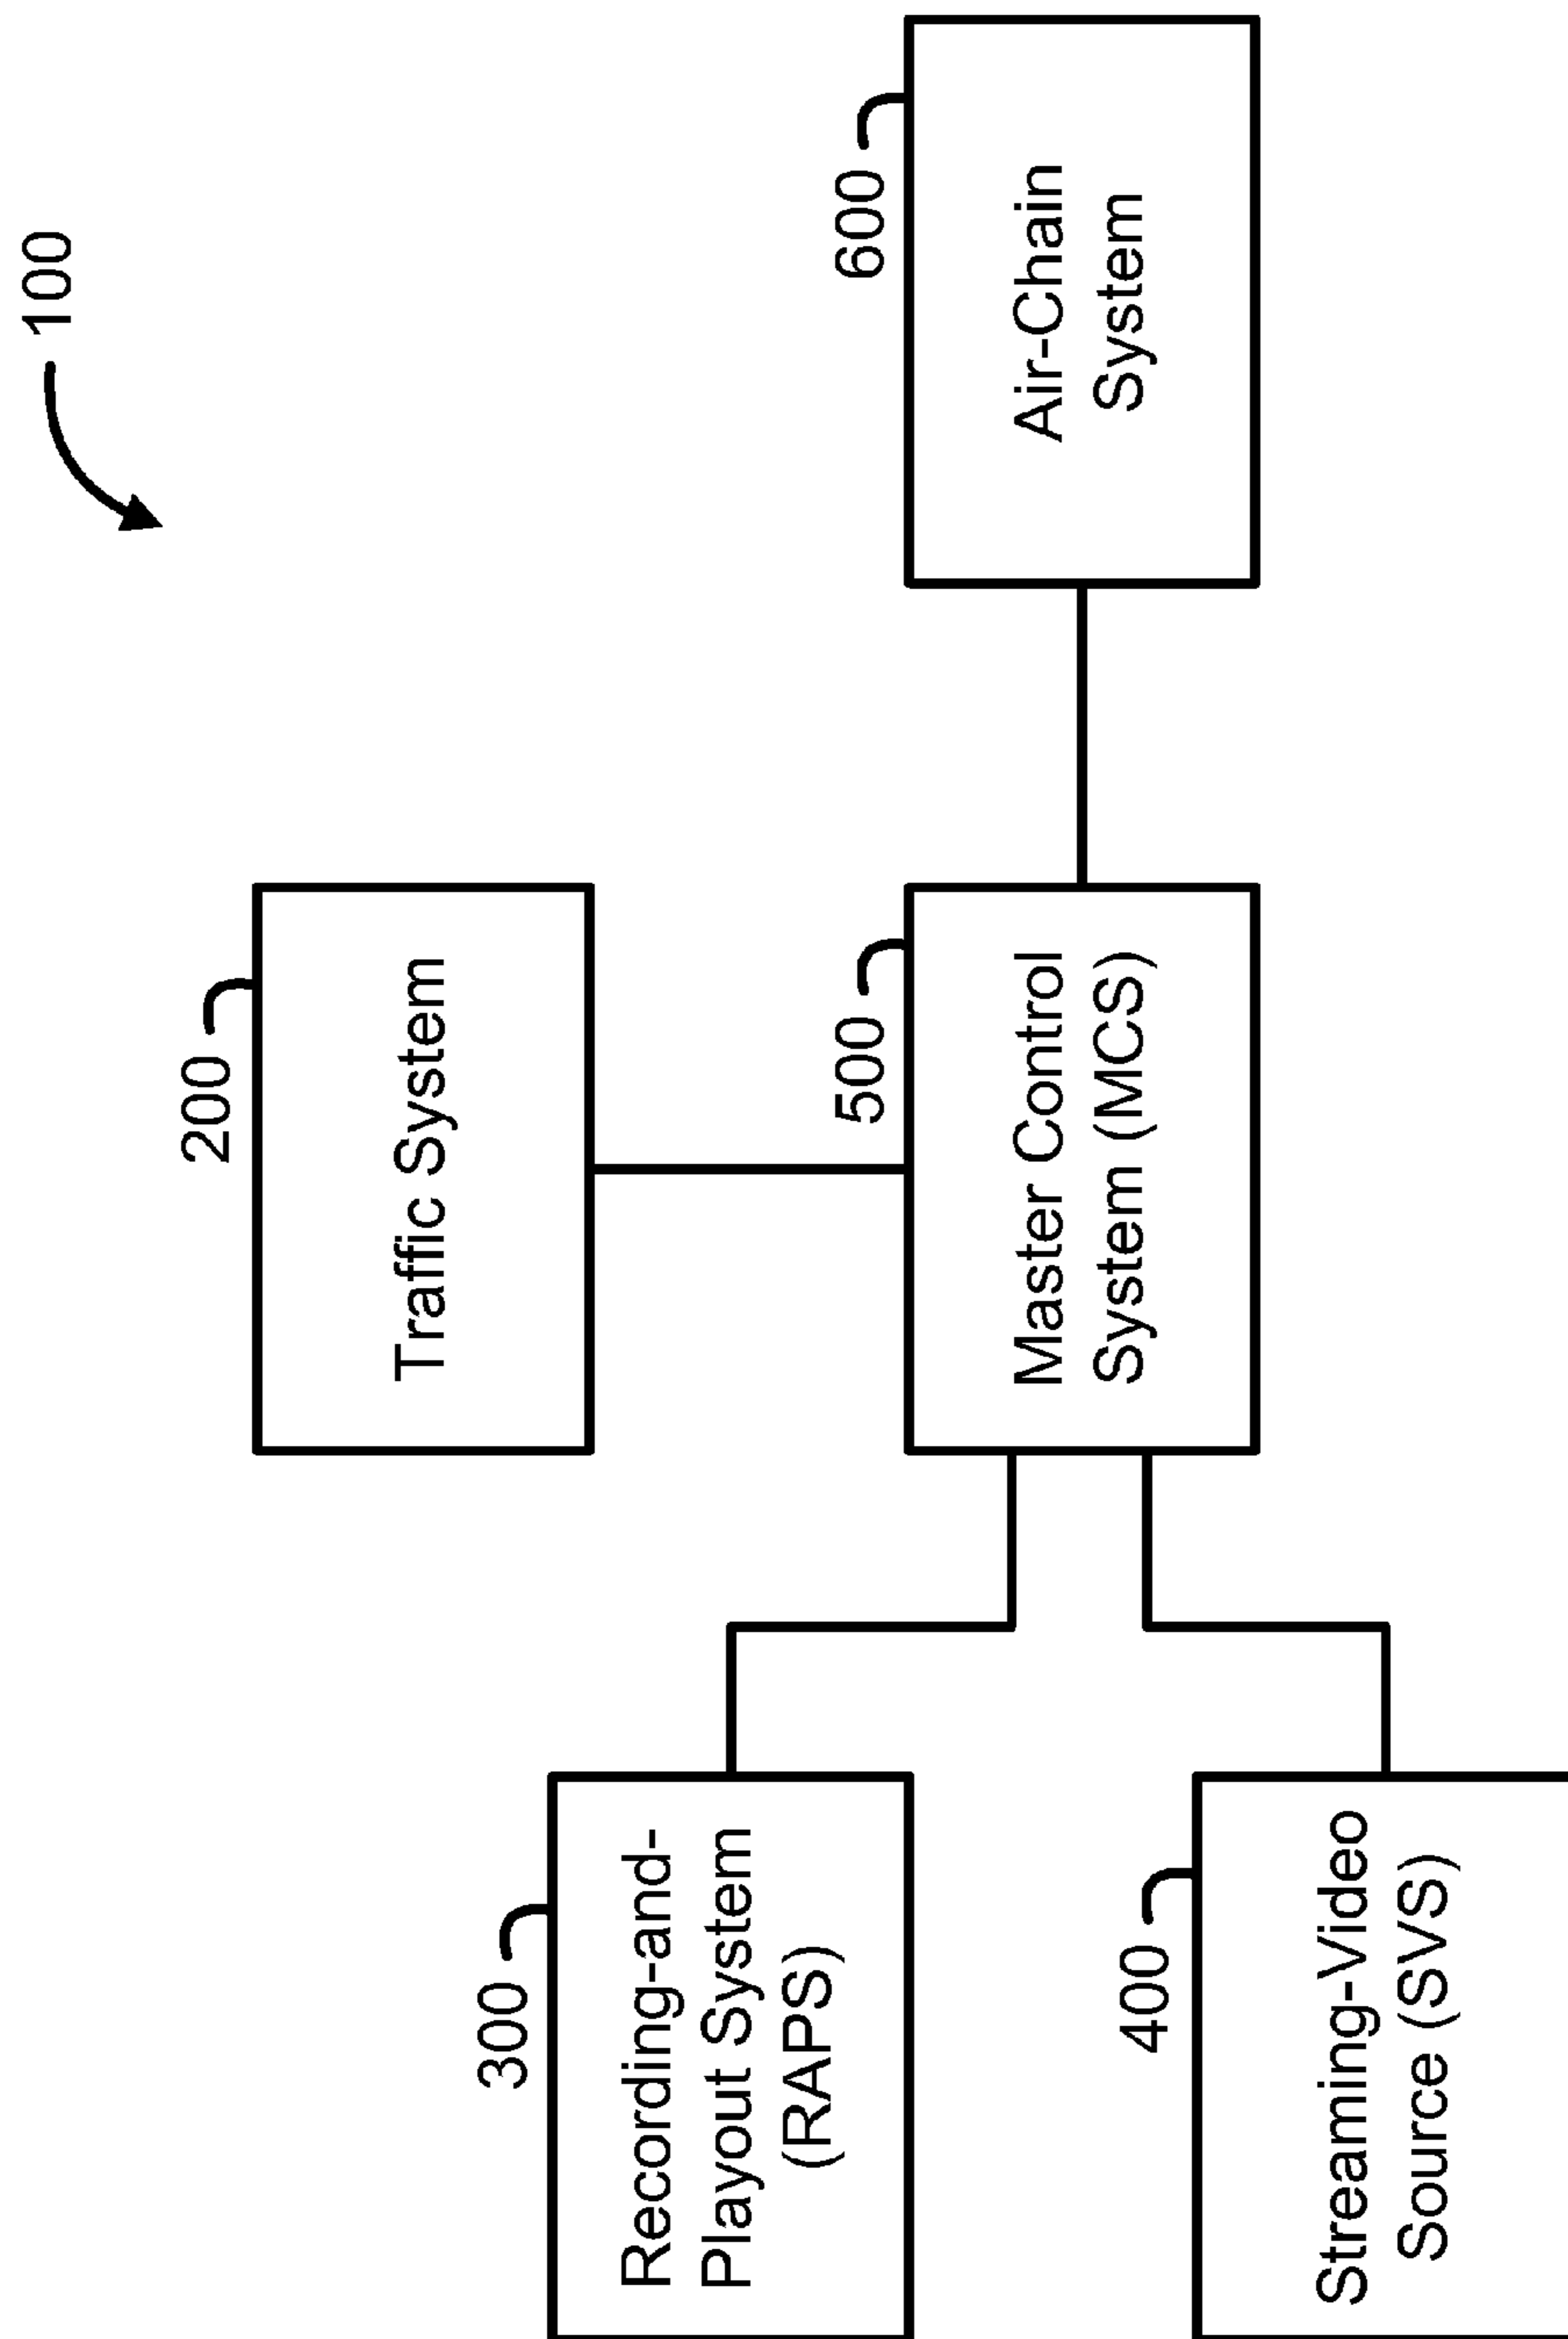 100
200
Traffic System
300
Recording-and-
Playout System
(RAPS)
500
Master Control
System (MCS)
600
Air-Chain
System
400
Streaming-Video
Source (SVS)